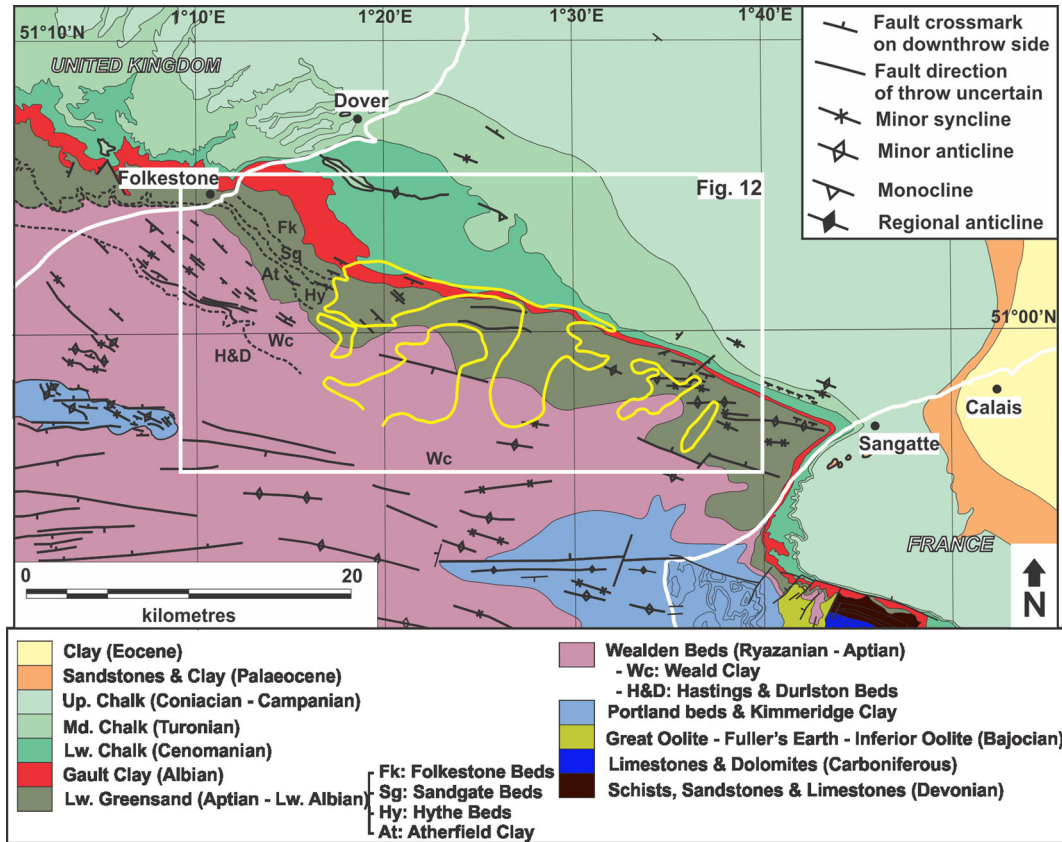 1°10'E
1°20'E
1°30'E
1°40'E
51°10'N
UNITED KINGDOM
Dover
Folkestone
Fig. 12
Fk
Sg
At
Hy
Wc
H&D
Wc
51°00'N
Calais
Sangatte
FRANCE
N
0 20
kilometres
Fault crossmark
on downthrow side
Fault direction
of throw uncertain
Minor syncline
Minor anticline
Monocline
Regional anticline
Clay (Eocene)
Sandstones & Clay (Palaeocene)
Up. Chalk (Coniacian - Campanian)
Md. Chalk (Turonian)
Lw. Chalk (Cenomanian)
Gault Clay (Albian)
Lw. Greensand (Aptian - Lw. Albian)
Fk: Folkestone Beds
Sg: Sandgate Beds
Hy: Hythe Beds
At: Atherfield Clay
Wealden Beds (Ryazanian - Aptian)
- Wc: Weald Clay
- H&D: Hastings & Durlston Beds
Portland beds & Kimmeridge Clay
Great Oolite - Fuller's Earth - Inferior Oolite (Bajocian)
Limestones & Dolomites (Carboniferous)
Schists, Sandstones & Limestones (Devonian)